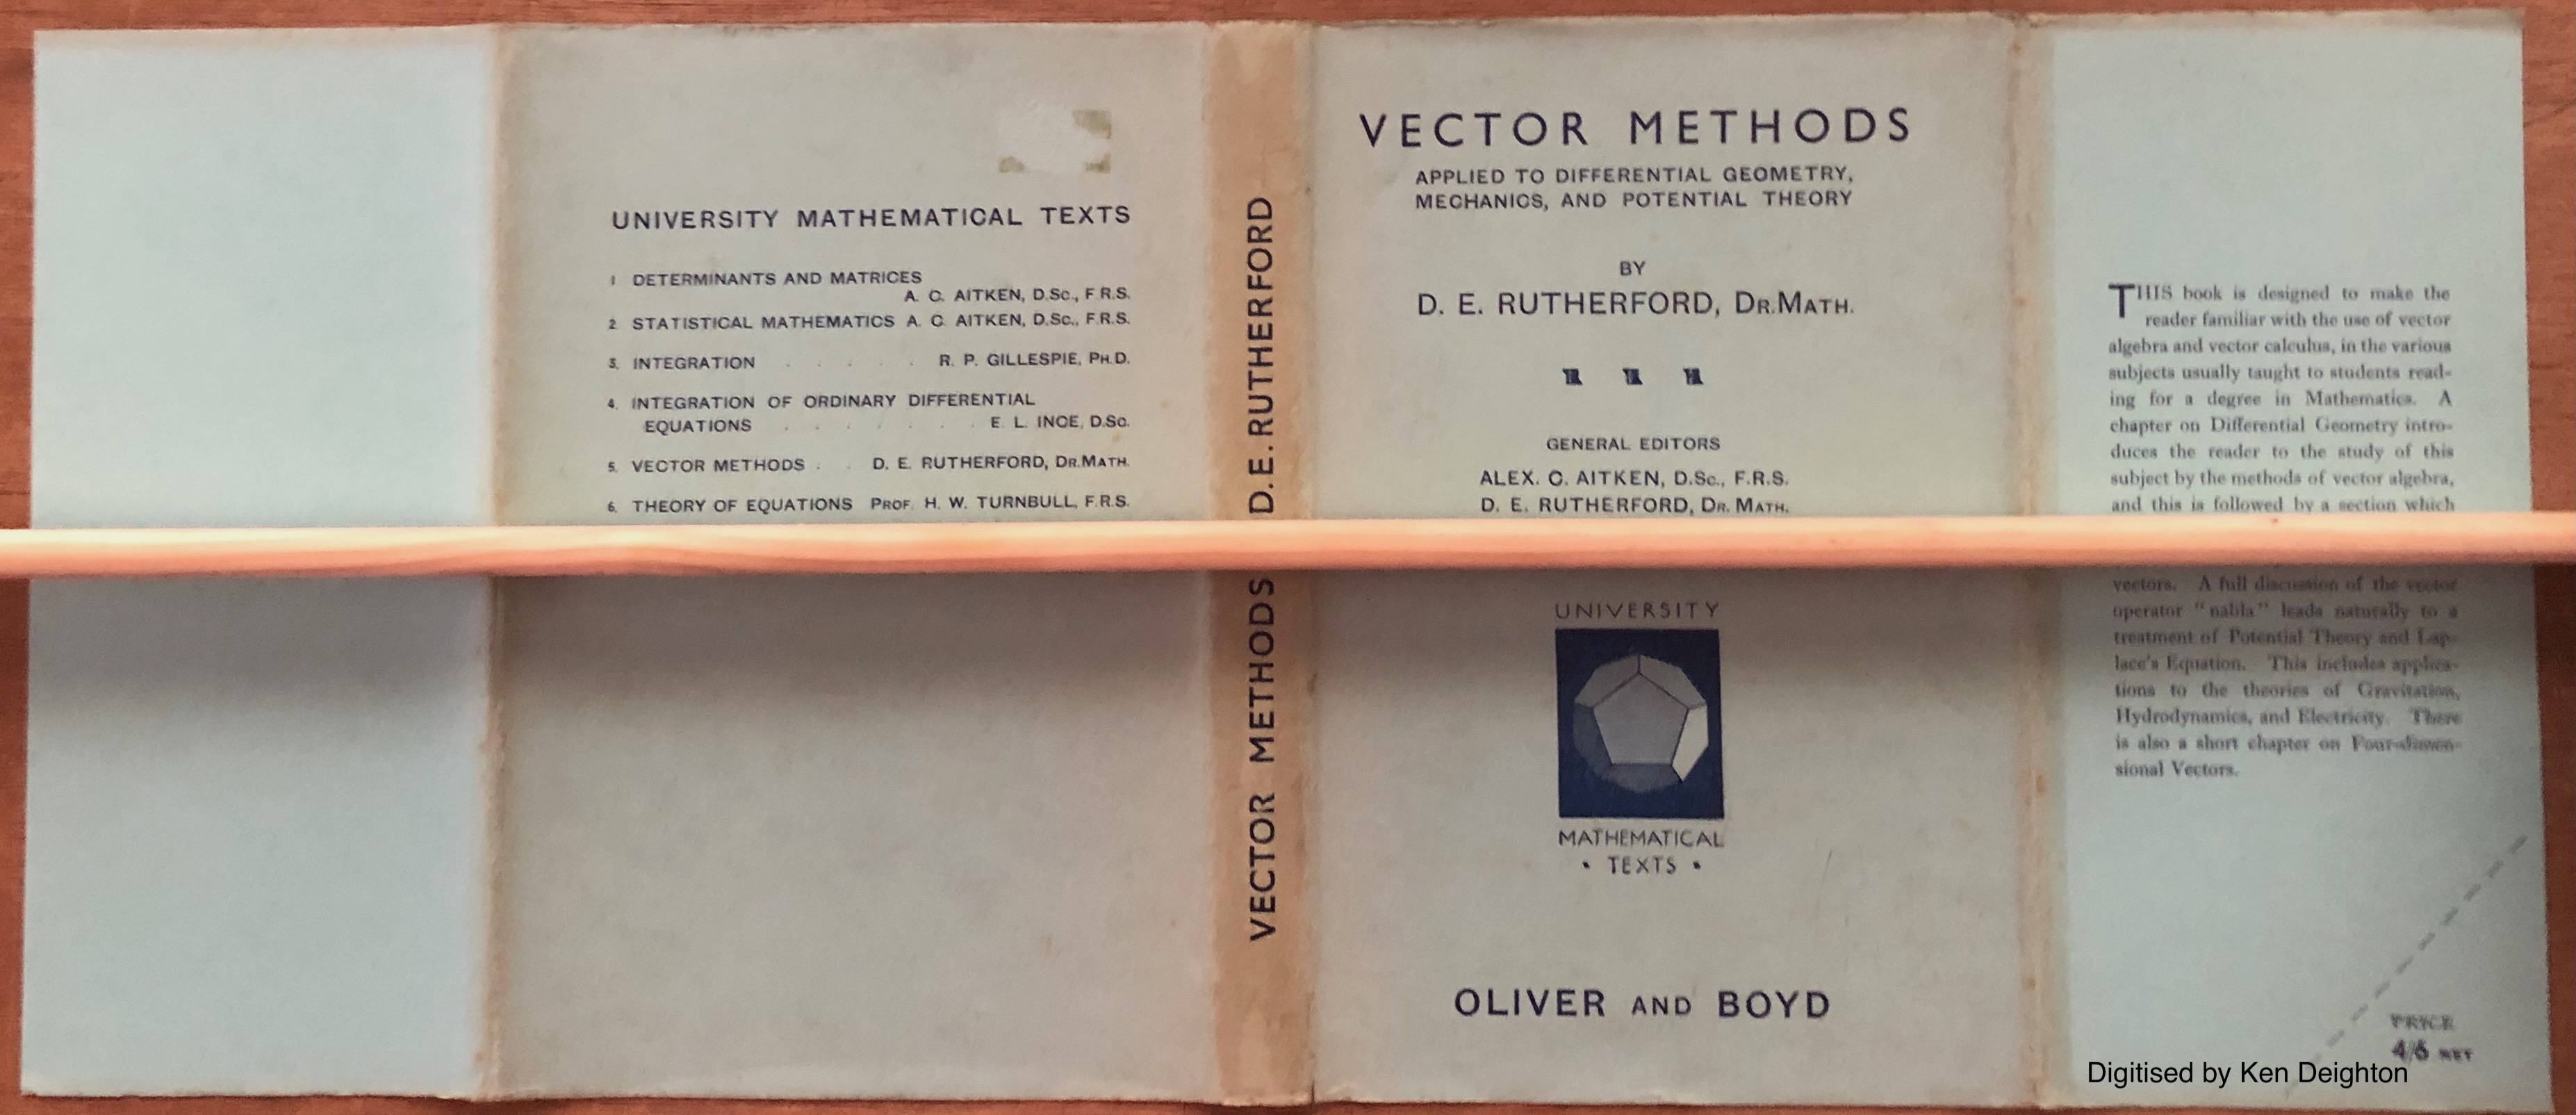 UNIVERSITY MATHEMATICAL TEXTS
1 DETERMINANTS AND MATRICES
A. C. AITKEN, D.Sc., F.R.S.
2 STATISTICAL MATHEMATICS A. C. AITKEN, D.Sc., F.R.S.
3. INTEGRATION . . . . . R. P. GILLESPIE, PH.D.
4. INTEGRATION OF ORDINARY DIFFERENTIAL
EQUATIONS . . . . . . . E. L. INCE, D.Sc.
5. VECTOR METHODS . . D. E. RUTHERFORD, DR.MATH.
6. THEORY OF EQUATIONS PROF. H. W. TURNBULL, F.R.S.
VECTOR METHODS D.E.RUTHERFORD
VECTOR METHODS
APPLIED TO DIFFERENTIAL GEOMETRY,
MECHANICS, AND POTENTIAL THEORY
BY
D. E. RUTHERFORD, DR.MATH.
GENERAL EDITORS
ALEX. C. AITKEN, D.Sc., F.R.S.
D. E. RUTHERFORD, DR. MATH.
UNIVERSITY
MATHEMATICAL
• TEXTS •
OLIVER AND BOYD
THIS book is designed to make the
reader familiar with the use of vector
algebra and vector calculus, in the various
subjects usually taught to students read-
ing for a degree in Mathematics. A
chapter on Differential Geometry intro-
duces the reader to the study of this
subject by the methods of vector algebra,
and this is followed by a section which
vectors. A full discussion of the vector
operator "nabla" leads naturally to a
treatment of Potential Theory and Lap-
lace's Equation. This includes applica-
tions to the theories of Gravitation,
Hydrodynamics, and Electricity. There
is also a short chapter on Four-dimen-
sional Vectors.
PRICE
4/6 NET
Digitised by Ken Deighton